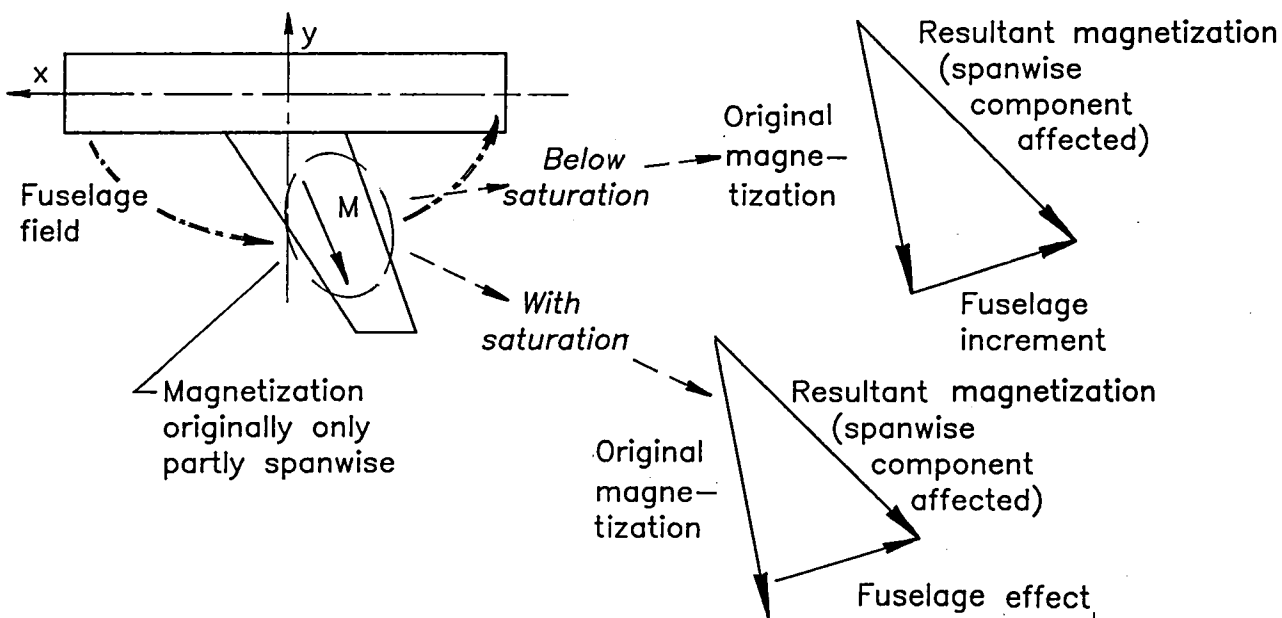 y
x
Fuselage
field
M
Below
saturation
Original
magne–
tization
Resultant magnetization
(spanwise
component
affected)
Fuselage
increment
With
saturation
Magnetization
originally only
partly spanwise
Original
magne–
tization
Resultant magnetization
(spanwise
component
affected)
Fuselage effect